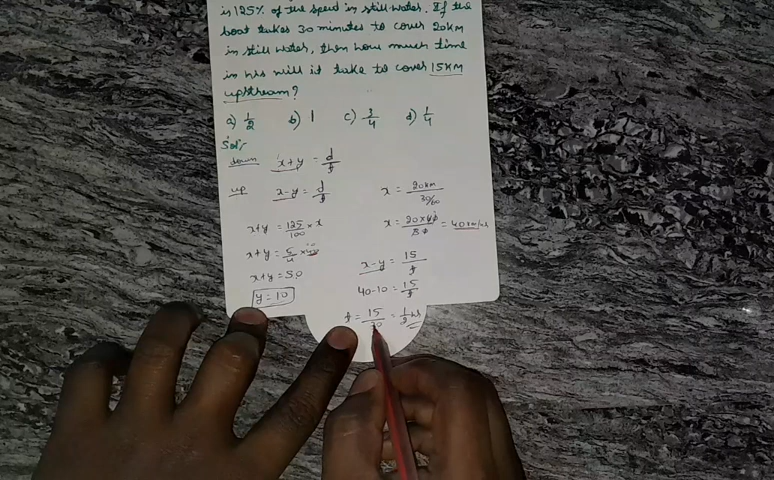 is 125% of the speed in still water. If the
boat takes 30 minutes to cover 20km
in still water, then how much time
in hrs will it take to cover 15KM
upstream?
a) 1/2 b) 1 c) 3/4 d) 1/4
Sol:
down x+y = d/t
up x-y = d/t
x = 20km/30/60
x+y = 125/100 × x
x = 20×60/30 = 40km/hr
x+y = 5/4 ×
x-y = 15/t
x+y = 50
40-10 = 15/t
y = 10
t = 15/30 = 1/2 hrs